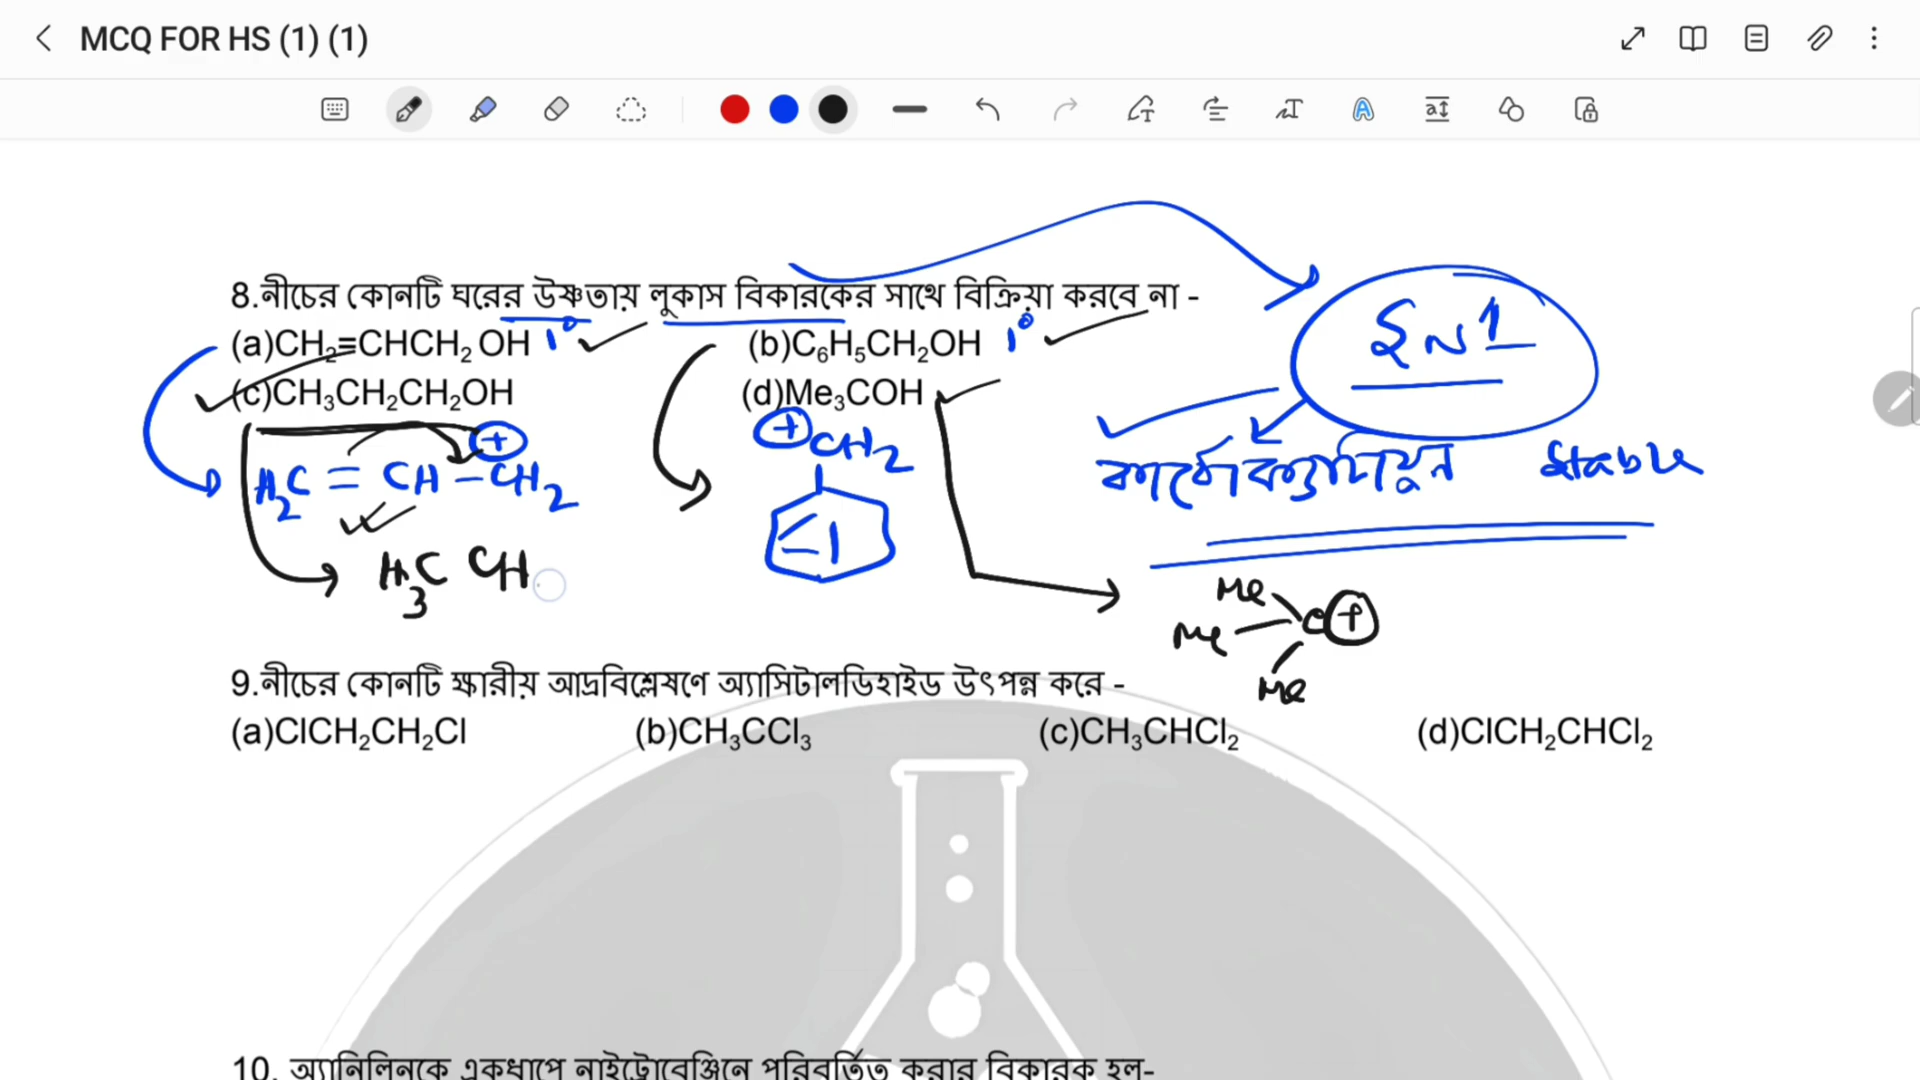 MCQ FOR HS (1) (1)
8.নীচের কোনটি ঘরের উষ্ণতায় লুকাস বিকারকের সাথে বিক্রিয়া করবে না -
(a)CH₂=CHCH₂ OH 1° (b)C₆H₅CH₂OH 1°
SN1
(c)CH₃CH₂CH₂OH (d)Me₃COH
⊕CH₂
H₂C = CH - CH₂ ⊕
কার্বোক্যাটায়ন Stable
H₃C CH
Me
Me C⊕
Me
9.নীচের কোনটি ক্ষারীয় আদ্রবিশ্লেষণে অ্যাসিটালডিহাইড উৎপন্ন করে -
(a)ClCH₂CH₂Cl (b)CH₃CCl₃ (c)CH₃CHCl₂ (d)ClCH₂CHCl₂
10. অ্যানিলিনকে একধাপে নাইট্রোবেঞ্জিনে পরিবর্তিত করার বিকারক হল-